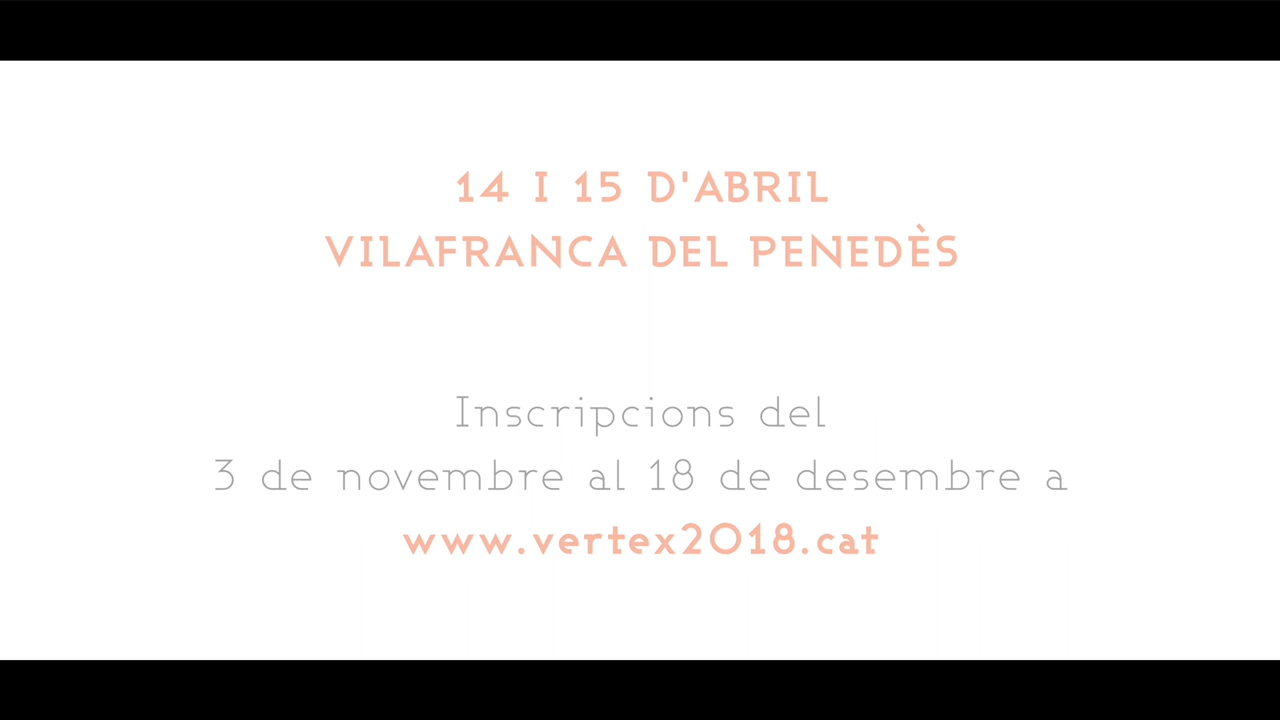 14 I 15 D'ABRIL
VILAFRANCA DEL PENEDÈS
Inscripcions del
3 de novembre al 18 de desembre a
www.vertex2018.cat